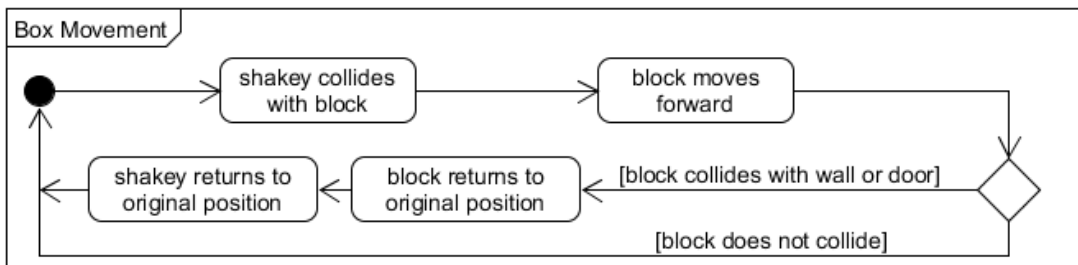 Box Movement
shakey collides
with block
block moves
forward
shakey returns to
original position
block returns to
original position
[block collides with wall or door]
[block does not collide]